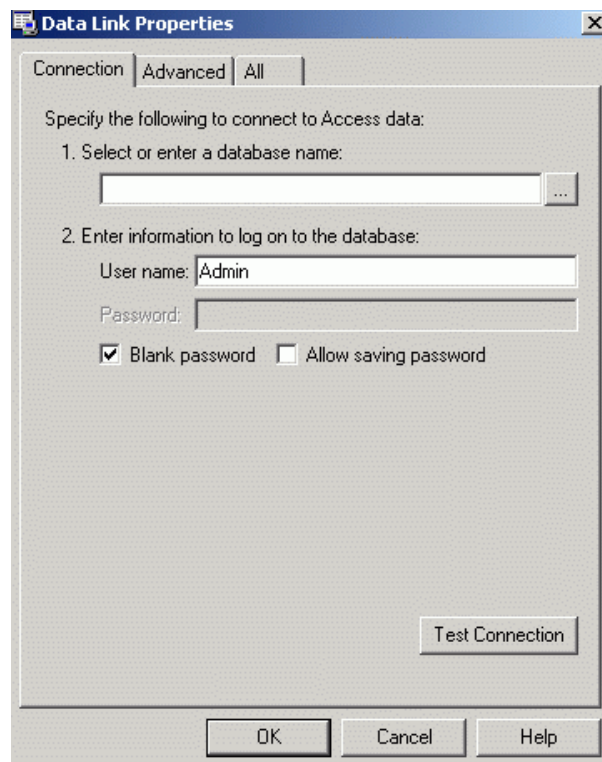 Data Link Properties
Connection Advanced All
Specify the following to connect to Access data:
1. Select or enter a database name:
...
2. Enter information to log on to the database:
User name: Admin
Password:
Blank password Allow saving password
Test Connection
OK Cancel Help